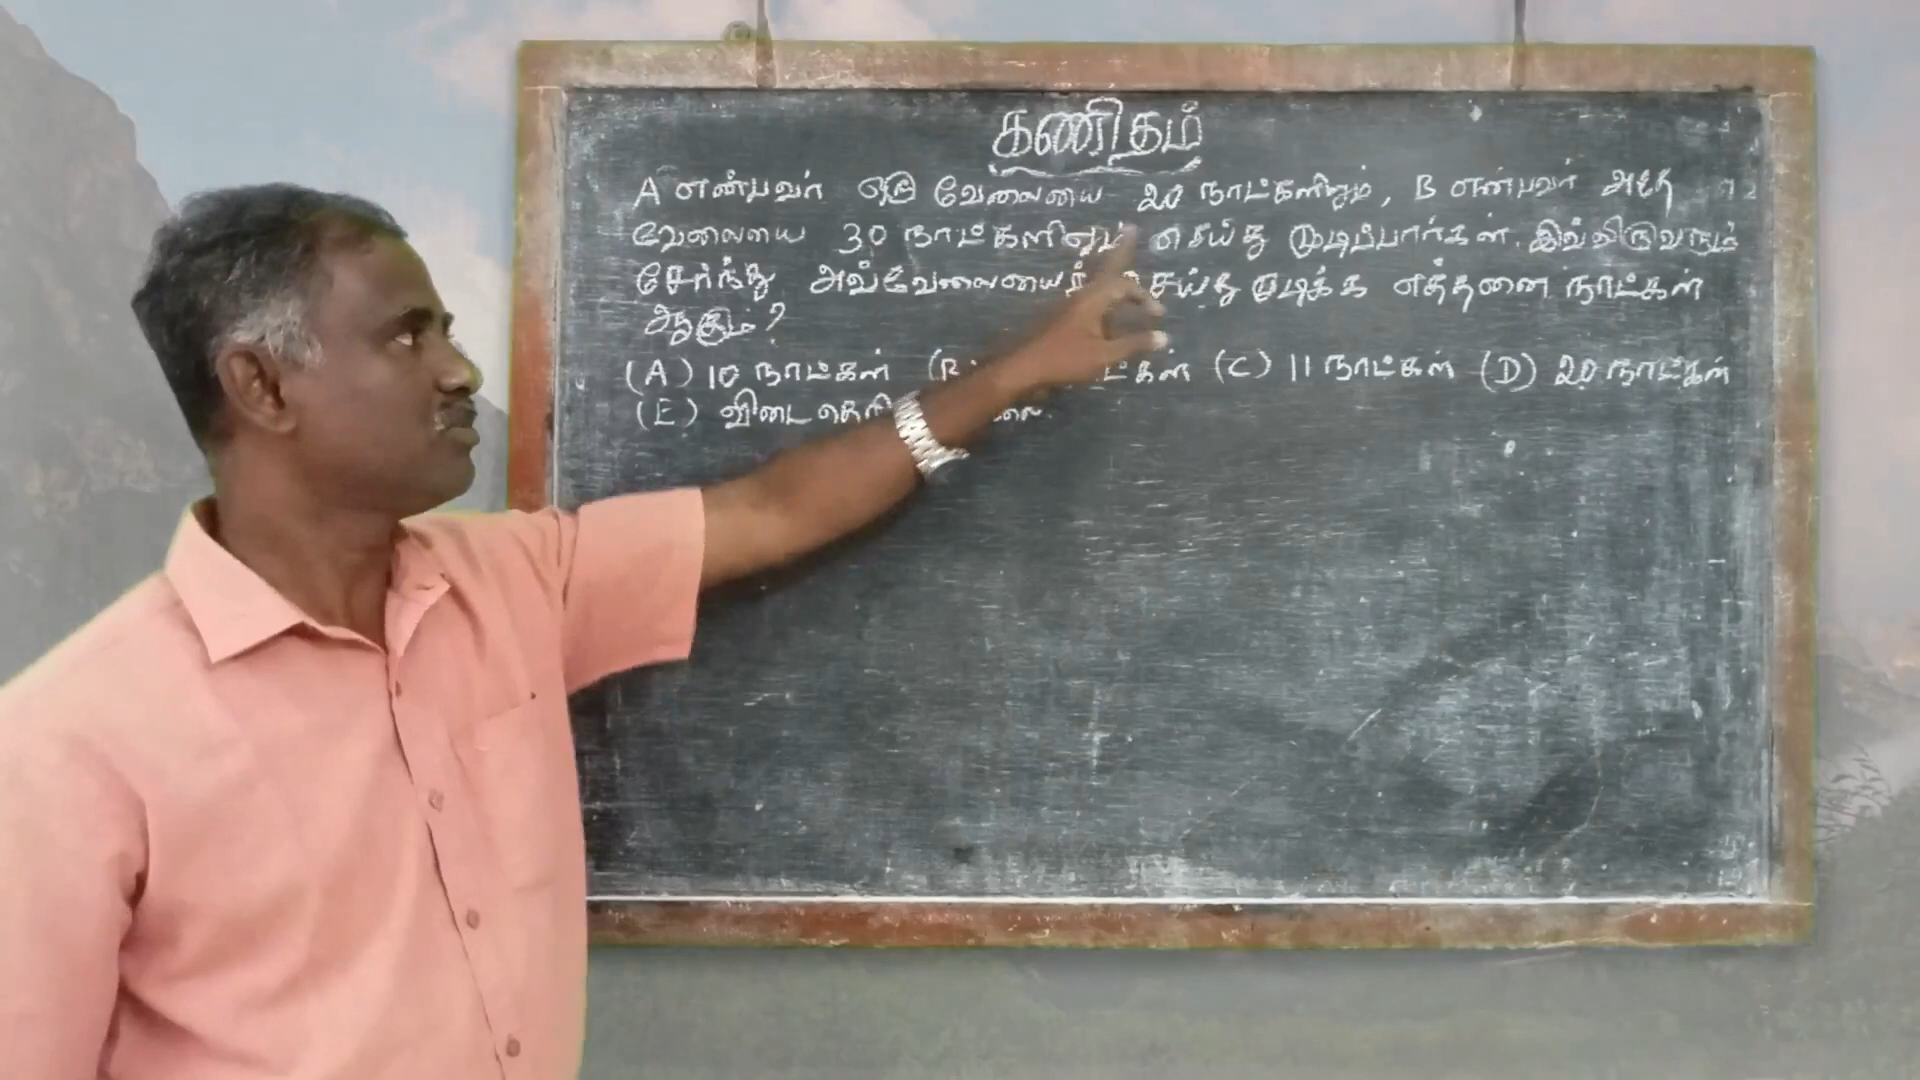 கணிதம்
A என்பவர் ஒரு வேலையை 20 நாட்களிலும், B என்பவர் அதே
வேலையை 30 நாட்களிலும் செய்து முடிப்பார்கள். இவ்விருவரும்
சேர்ந்து அவ்வேலையைச் செய்து முடிக்க எத்தனை நாட்கள்
ஆகும்?
(A) 10 நாட்கள் (B) (C) 11 நாட்கள் (D) 20 நாட்கள்
(E) விடை